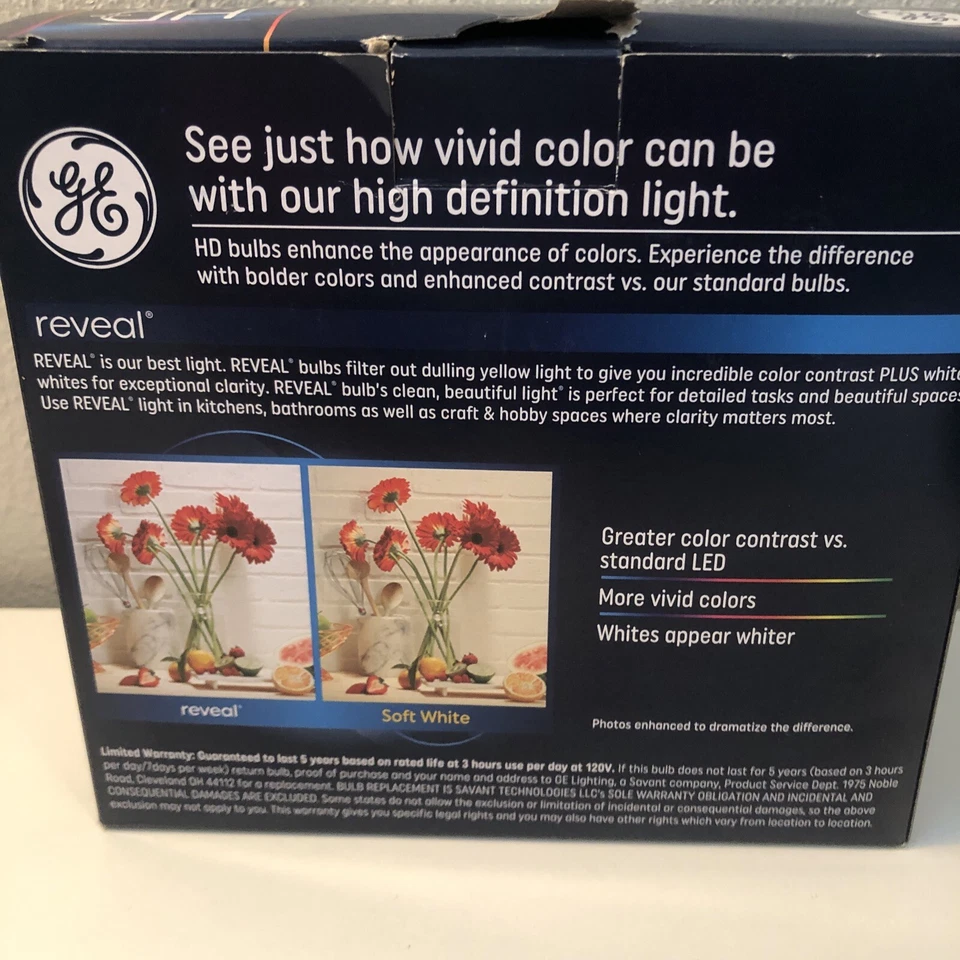 HD
GE
See just how vivid color can be
with our high definition light.
HD bulbs enhance the appearance of colors. Experience the difference
with bolder colors and enhanced contrast vs. our standard bulbs.
reveal®
REVEAL® is our best light. REVEAL® bulbs filter out dulling yellow light to give you incredible color contrast PLUS white
whites for exceptional clarity. REVEAL® bulb's clean, beautiful light® is perfect for detailed tasks and beautiful spaces
Use REVEAL® light in kitchens, bathrooms as well as craft & hobby spaces where clarity matters most.
Greater color contrast vs.
standard LED
More vivid colors
Whites appear whiter
reveal®
Soft White
Photos enhanced to dramatize the difference.
Limited Warranty: Guaranteed to last 5 years based on rated life at 3 hours use per day at 120V. If this bulb does not last for 5 years (based on 3 hours
per day/7days per week) return bulb, proof of purchase and your name and address to GE Lighting, a Savant company, Product Service Dept. 1975 Noble
Road, Cleveland OH 44112 for a replacement. BULB REPLACEMENT IS SAVANT TECHNOLOGIES LLC's SOLE WARRANTY OBLIGATION AND INCIDENTAL AND
CONSEQUENTIAL DAMAGES ARE EXCLUDED. Some states do not allow the exclusion or limitation of incidental or consequential damages, so the above
exclusion may not apply to you. This warranty gives you specific legal rights and you may also have other rights which vary from location to location.